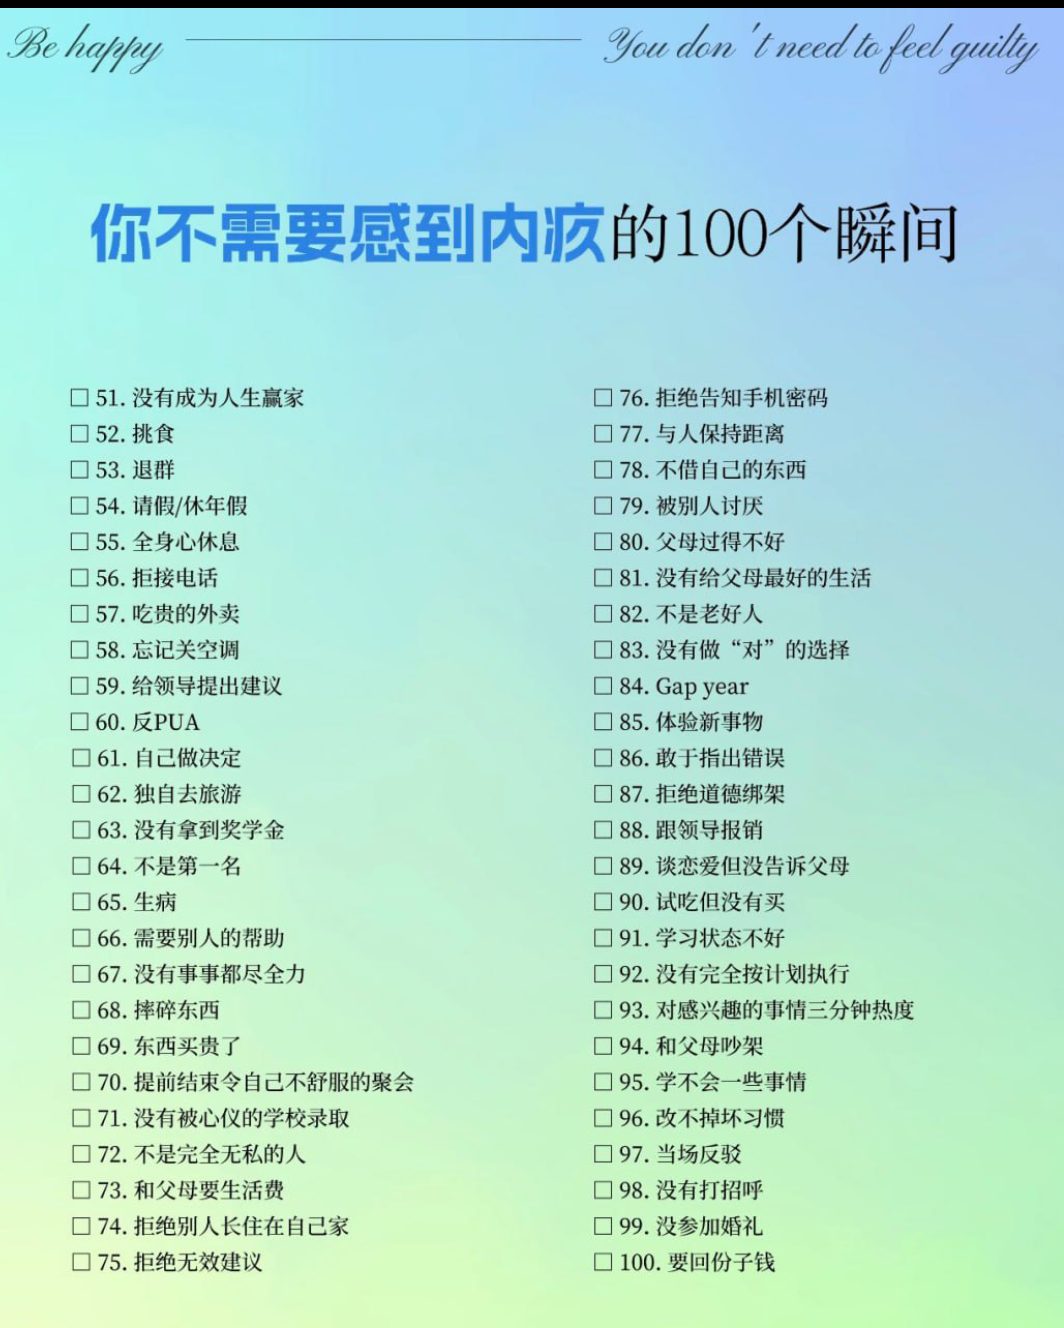 Be happy
You don't need to feel guilty
你不需要感到内疚的100个瞬间
□ 51. 没有成为人生赢家
□ 52. 挑食
□ 53. 退群
□ 54. 请假/休年假
□ 55. 全身心休息
□ 56. 拒接电话
□ 57. 吃贵的外卖
□ 58. 忘记关空调
□ 59. 给领导提出建议
□ 60. 反PUA
□ 61. 自己做决定
□ 62. 独自去旅游
□ 63. 没有拿到奖学金
□ 64. 不是第一名
□ 65. 生病
□ 66. 需要别人的帮助
□ 67. 没有事事都尽全力
□ 68. 摔碎东西
□ 69. 东西买贵了
□ 70. 提前结束令自己不舒服的聚会
□ 71. 没有被心仪的学校录取
□ 72. 不是完全无私的人
□ 73. 和父母要生活费
□ 74. 拒绝别人长住在自己家
□ 75. 拒绝无效建议
□ 76. 拒绝告知手机密码
□ 77. 与人保持距离
□ 78. 不借自己的东西
□ 79. 被别人讨厌
□ 80. 父母过得不好
□ 81. 没有给父母最好的生活
□ 82. 不是老好人
□ 83. 没有做“对”的选择
□ 84. Gap year
□ 85. 体验新事物
□ 86. 敢于指出错误
□ 87. 拒绝道德绑架
□ 88. 跟领导报销
□ 89. 谈恋爱但没告诉父母
□ 90. 试吃但没有买
□ 91. 学习状态不好
□ 92. 没有完全按计划执行
□ 93. 对感兴趣的事情三分钟热度
□ 94. 和父母吵架
□ 95. 学不会一些事情
□ 96. 改不掉坏习惯
□ 97. 当场反驳
□ 98. 没有打招呼
□ 99. 没参加婚礼
□ 100. 要回份子钱